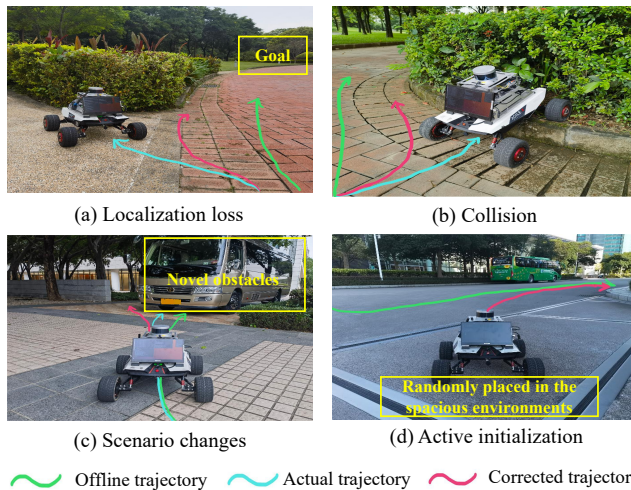 Goal
(a) Localization loss
(b) Collision
Novel obstacles
Randomly placed in the
spacious environments
(c) Scenario changes
(d) Active initialization
Offline trajectory
Actual trajectory
Corrected trajector